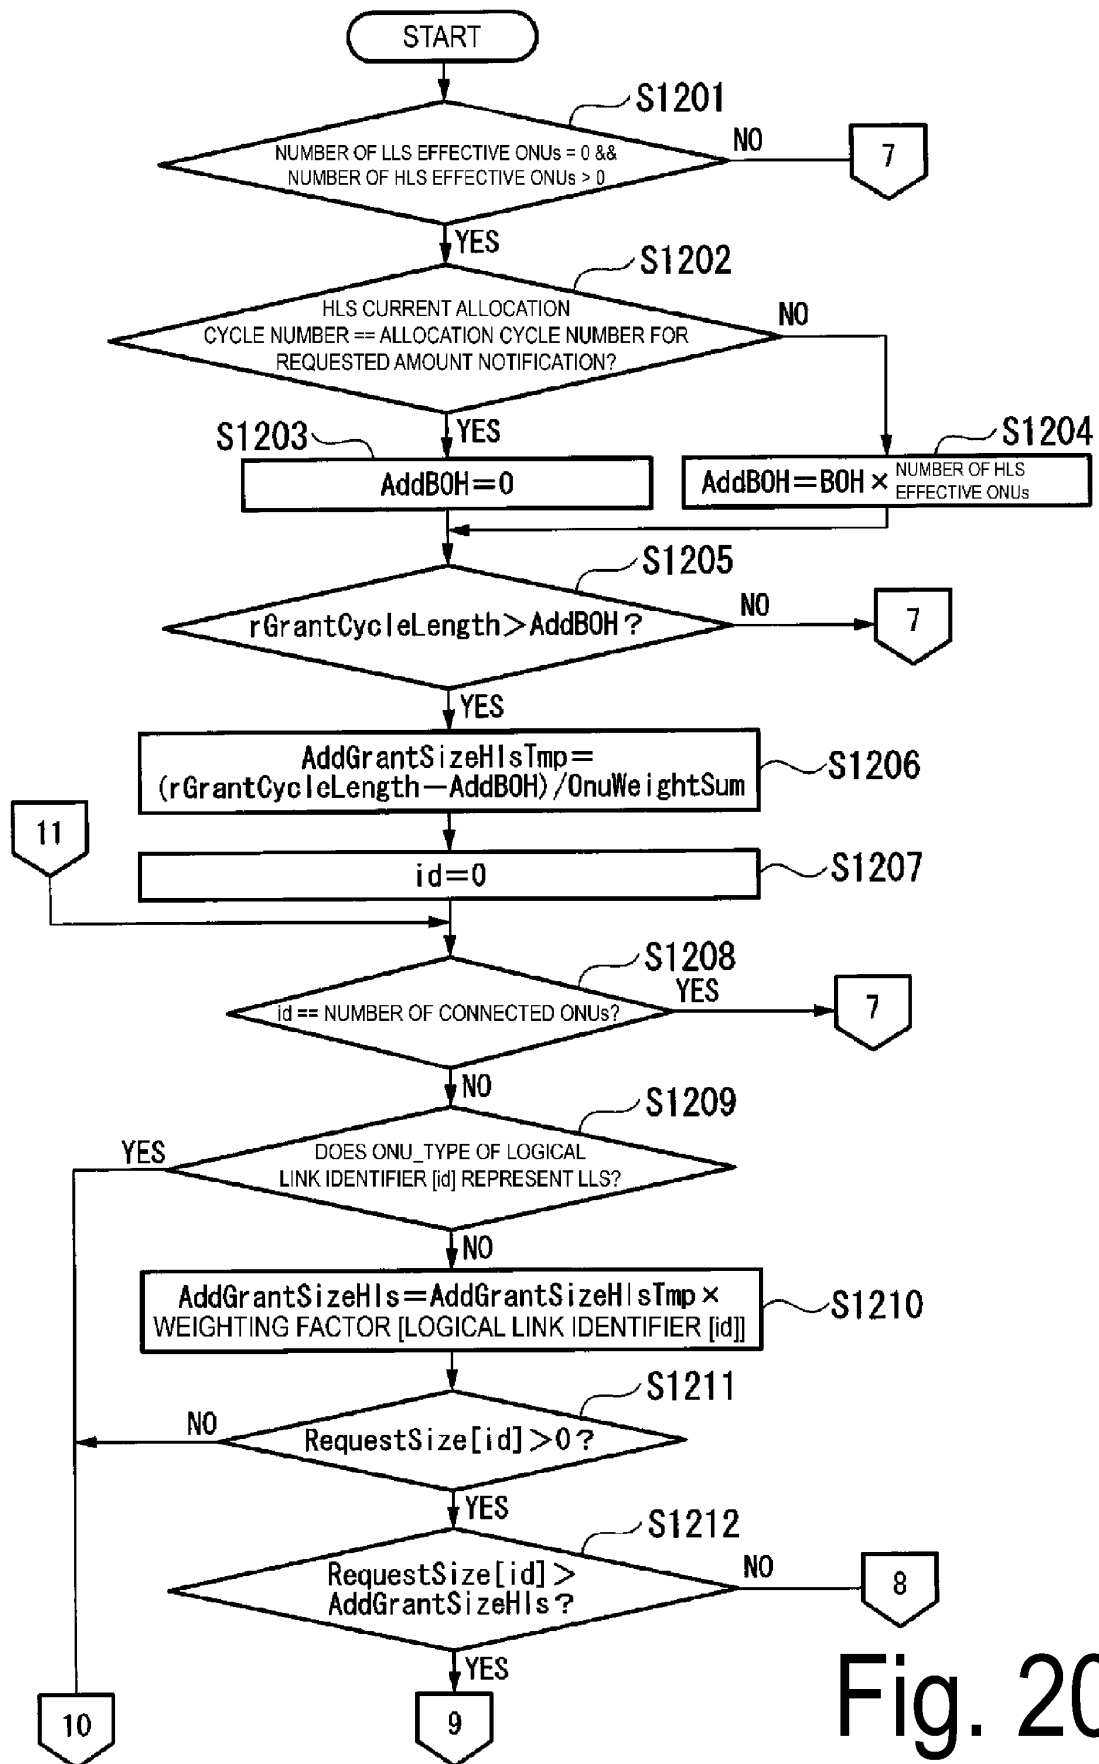 START
S1201
NUMBER OF LLS EFFECTIVE ONUs = 0 &&
NUMBER OF HLS EFFECTIVE ONUs > 0
NO
7
YES
S1202
HLS CURRENT ALLOCATION
CYCLE NUMBER == ALLOCATION CYCLE NUMBER FOR
REQUESTED AMOUNT NOTIFICATION?
NO
YES
S1203
AddBOH=0
S1204
AddBOH=BOH × NUMBER OF HLS
EFFECTIVE ONUs
S1205
rGrantCycleLength>AddBOH?
NO
7
YES
AddGrantSizeHlsTmp=
(rGrantCycleLength-AddBOH)/OnuWeightSum
S1206
11
id=0
S1207
S1208
id == NUMBER OF CONNECTED ONUs?
YES
7
NO
S1209
YES
DOES ONU_TYPE OF LOGICAL
LINK IDENTIFIER [id] REPRESENT LLS?
NO
AddGrantSizeHls=AddGrantSizeHlsTmp×
WEIGHTING FACTOR [LOGICAL LINK IDENTIFIER [id]]
S1210
S1211
NO
RequestSize[id]>0?
YES
S1212
RequestSize[id]>
AddGrantSizeHls?
NO
8
YES
10
9
Fig. 20